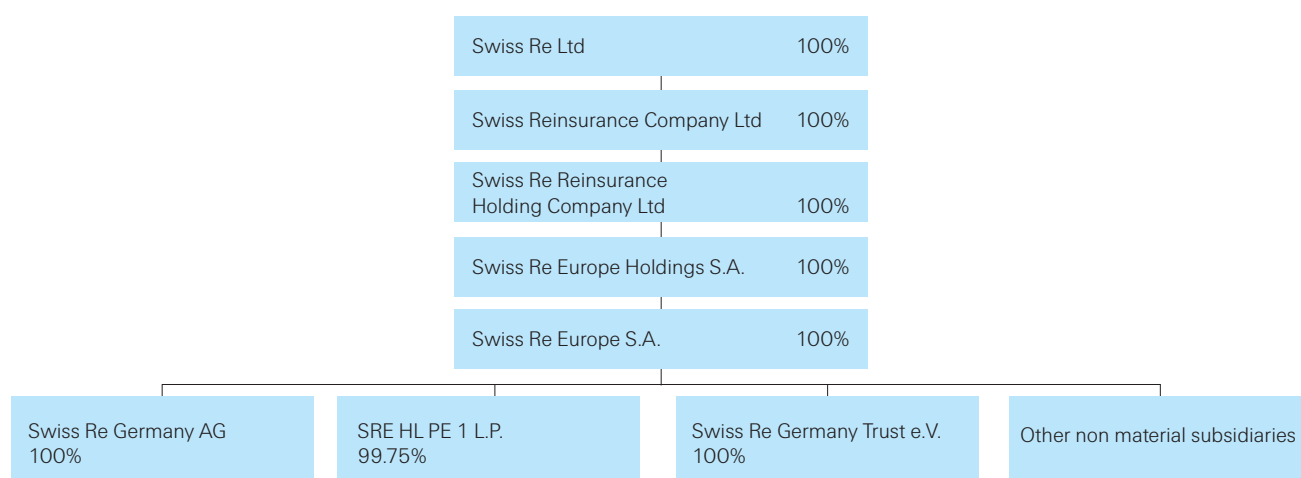 Swiss Re Ltd 100%
Swiss Reinsurance Company Ltd 100%
Swiss Re Reinsurance
Holding Company Ltd 100%
Swiss Re Europe Holdings S.A. 100%
Swiss Re Europe S.A. 100%
Swiss Re Germany AG
100%
SRE HL PE 1 L.P.
99.75%
Swiss Re Germany Trust e.V.
100%
Other non material subsidiaries